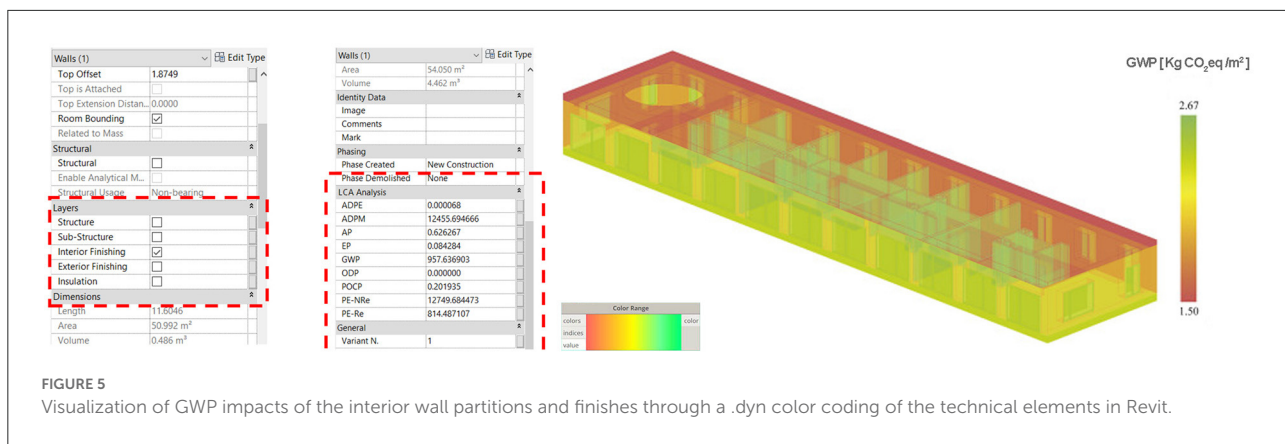 Walls (1) Edit Type
Top Offset 1.8749
Top is Attached
Top Extension Distan... 0.0000
Room Bounding
Related to Mass
Structural
Structural
Enable Analytical M...
Structural Usage Non-bearing
Layers
Structure
Sub-Structure
Interior Finishing
Exterior Finishing
Insulation
Dimensions
Length 11.6046
Area 50.992 m²
Volume 0.486 m³
Walls (1) Edit Type
Area 54.050 m²
Volume 4.462 m³
Identity Data
Image
Comments
Mark
Phasing
Phase Created New Construction
Phase Demolished None
LCA Analysis
ADPE 0.000068
ADPM 12455.694666
AP 0.626267
EP 0.084284
GWP 957.636903
ODP 0.000000
POCP 0.201935
PE-NRe 12749.684473
PE-Re 814.487107
General
Variant N. 1
Color Range
colors color
indices
value
GWP [Kg CO₂eq/m²]
2.67
1.50
FIGURE 5
Visualization of GWP impacts of the interior wall partitions and finishes through a .dyn color coding of the technical elements in Revit.